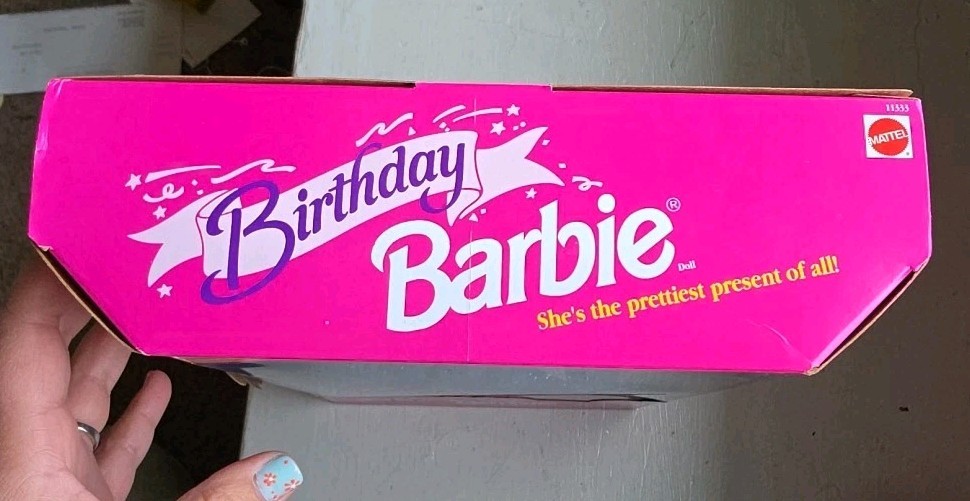 11333
MATTEL
Birthday
Barbie®
Doll
She's the prettiest present of all!